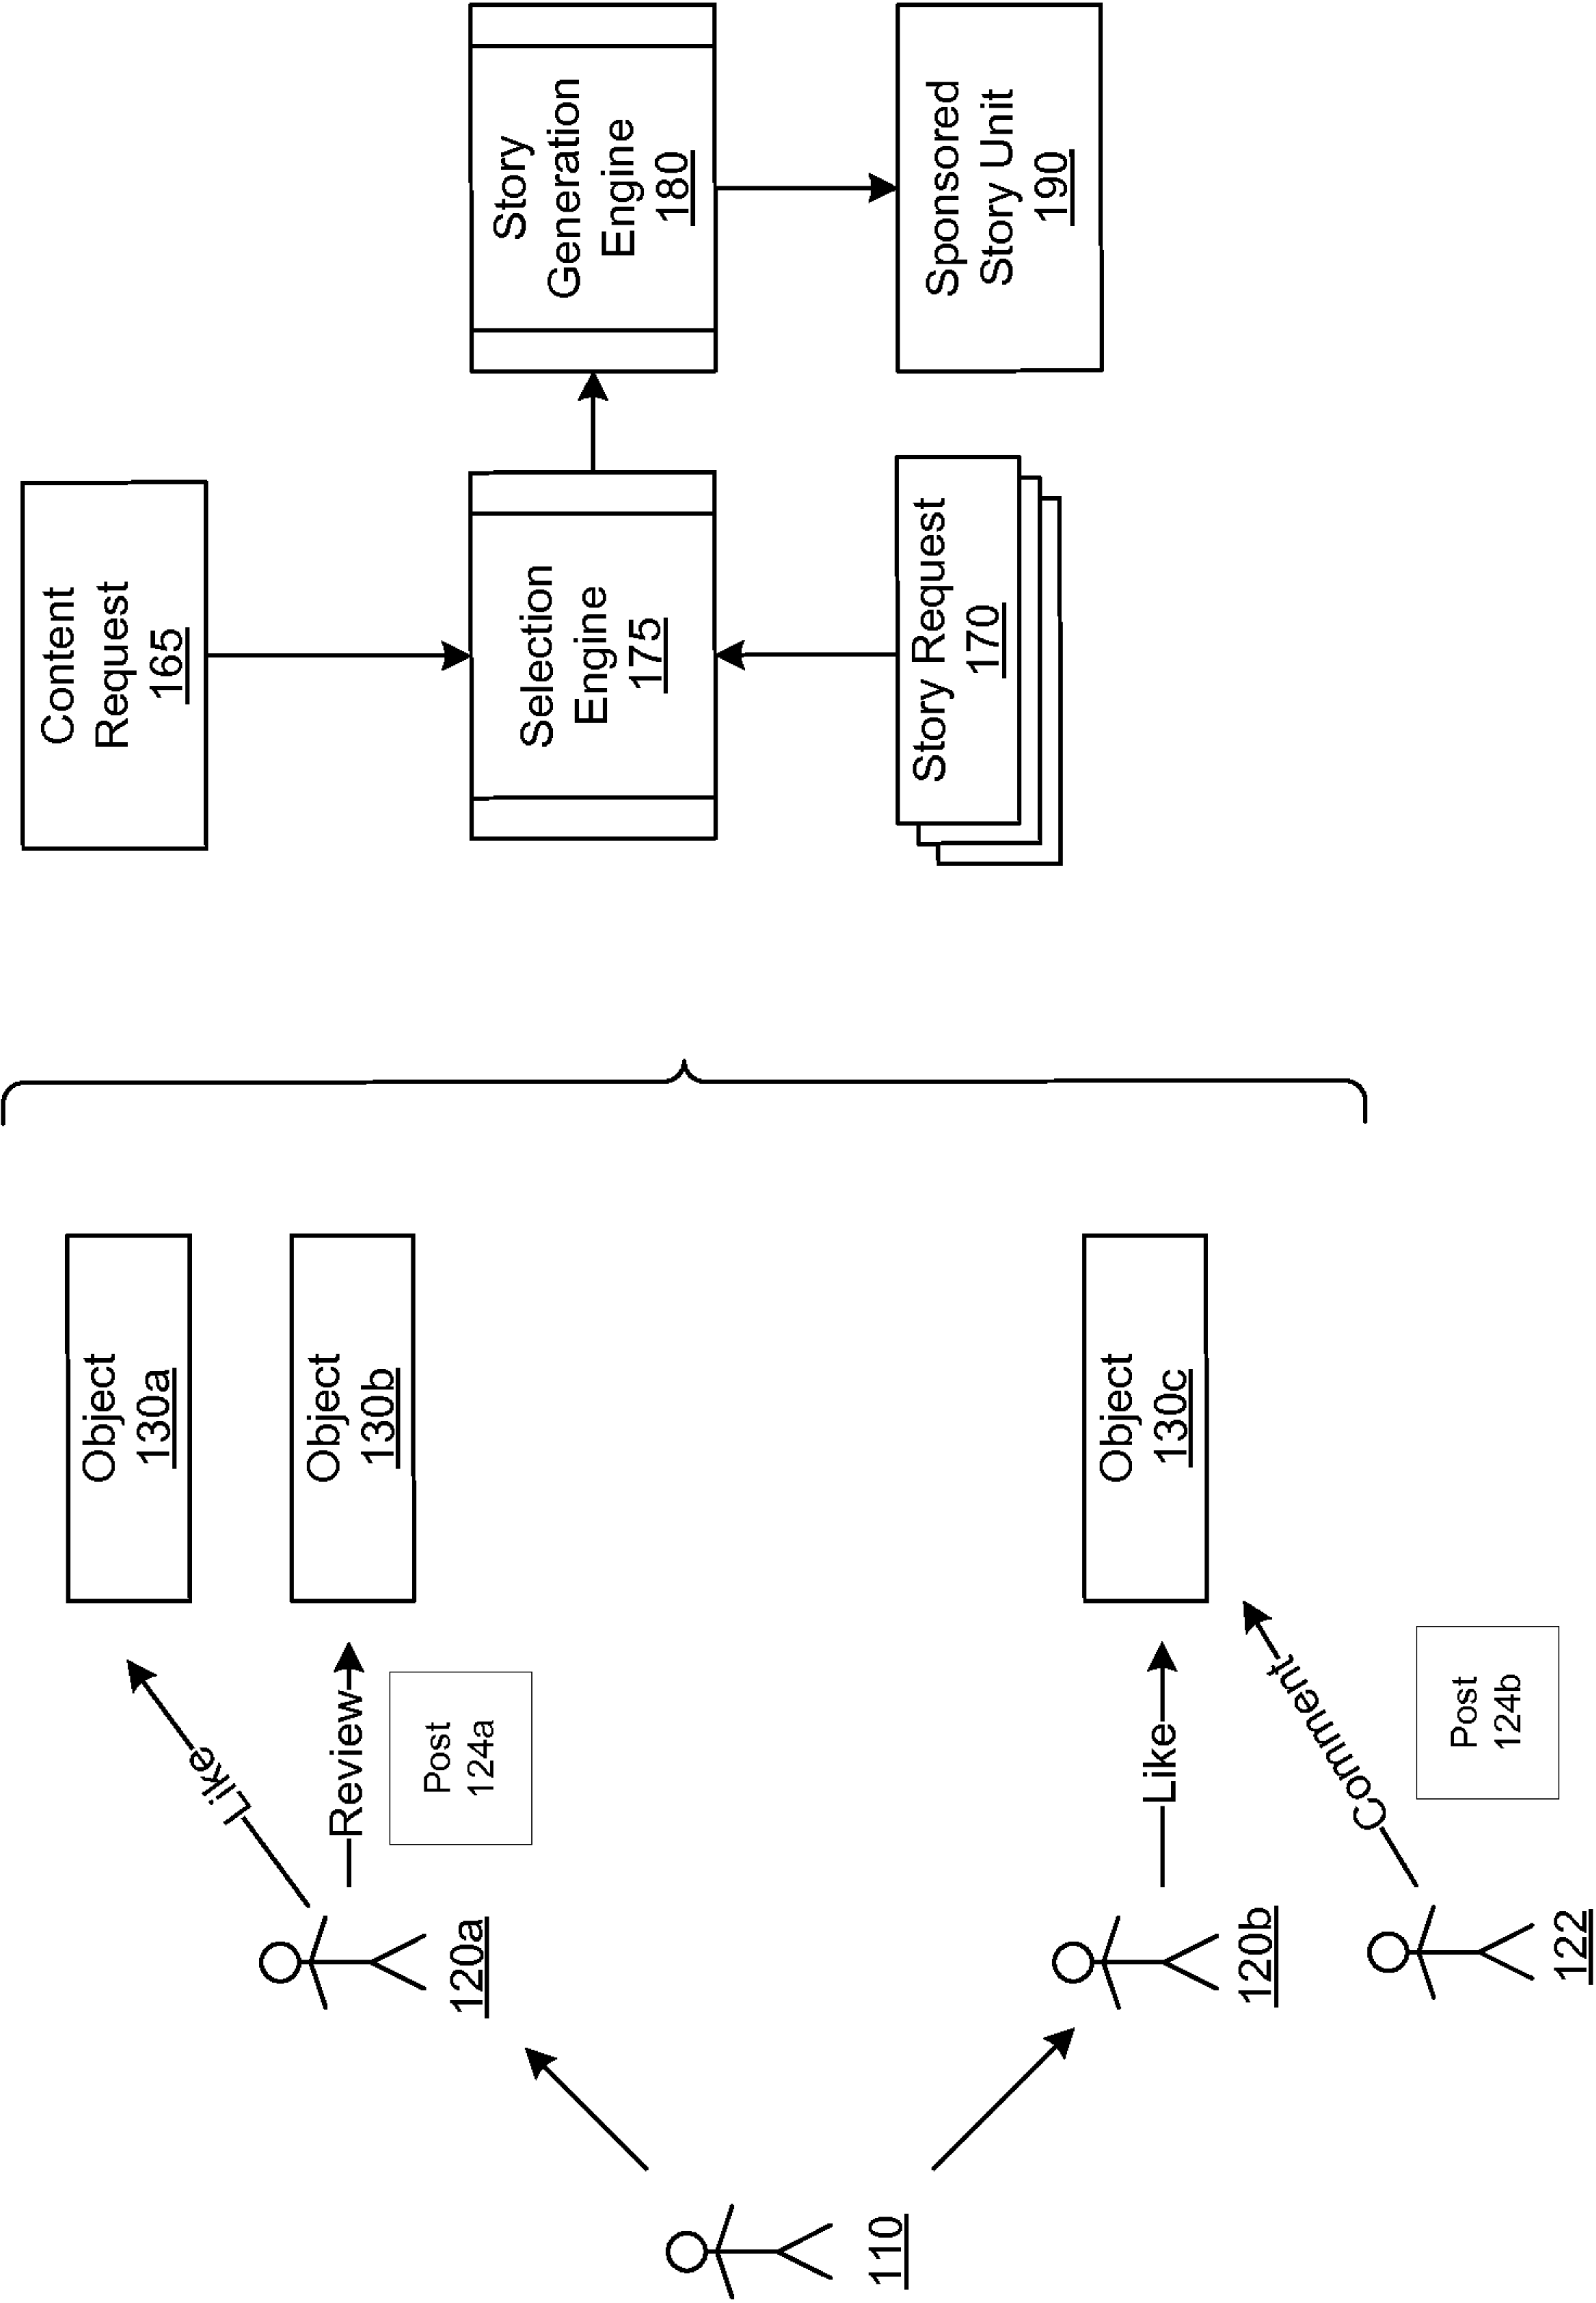 110
120a
120b
122
Like
Review
Post
124a
Like
Comment
Post
124b
Object
130a
Object
130b
Object
130c
Content
Request
165
Selection
Engine
175
Story Request
170
Story
Generation
Engine
180
Sponsored
Story Unit
190